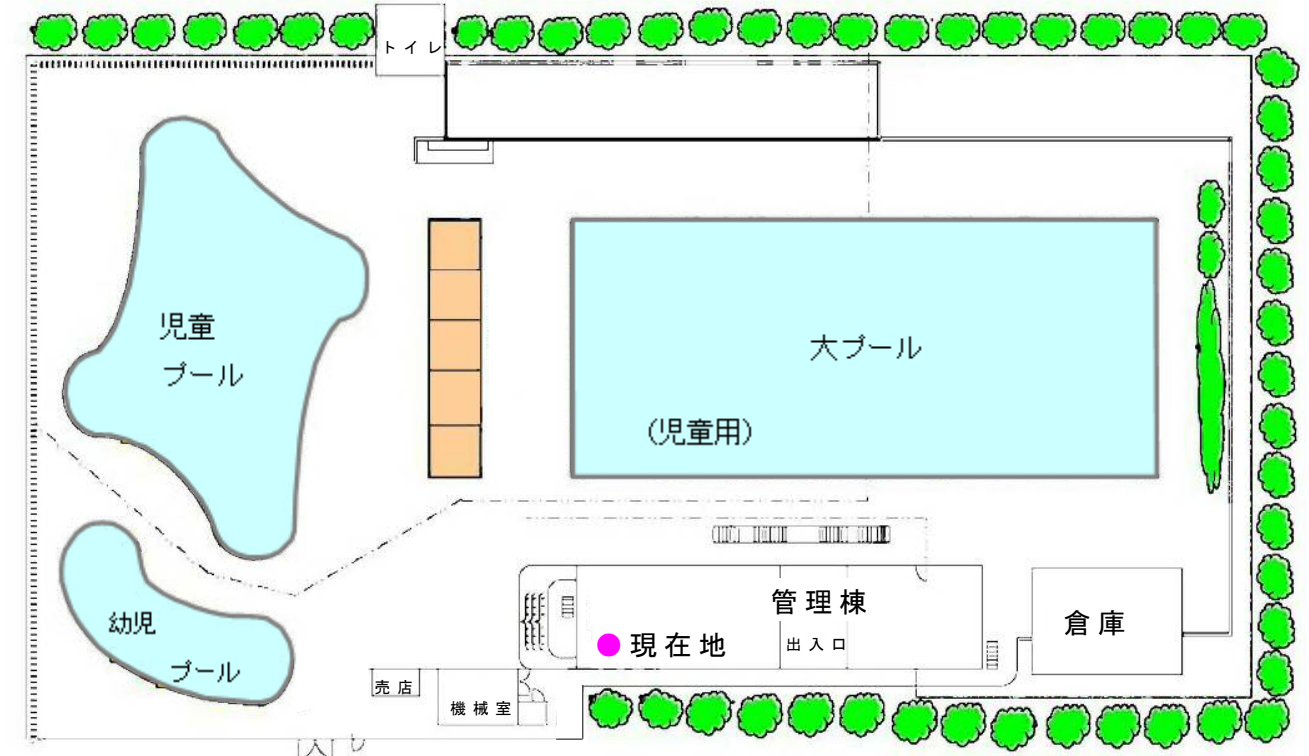 トイレ
児童
プール
大プール
(児童用)
幼児
プール
管理棟
現在地
出入口
倉庫
売店
機械室